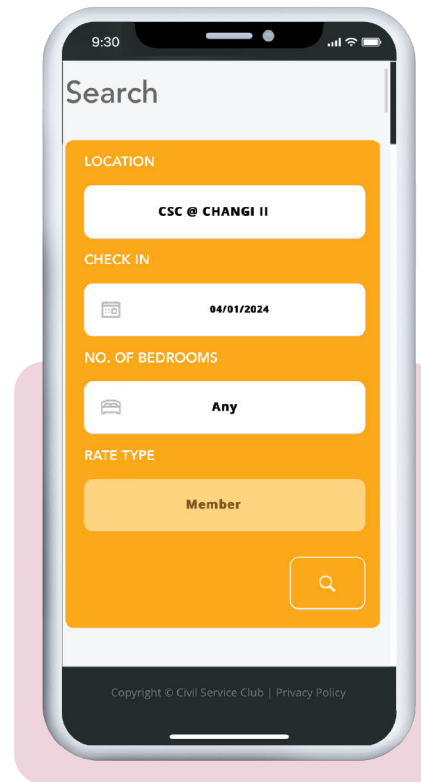 9:30
Search
LOCATION
CSC @ CHANGI II
CHECK IN
04/01/2024
NO. OF BEDROOMS
Any
RATE TYPE
Member
Copyright © Civil Service Club | Privacy Policy